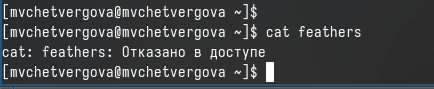 [mvchetvergova@mvchetvergova ~]$
[mvchetvergova@mvchetvergova ~]$ cat feathers
cat: feathers: Отказано в доступе
[mvchetvergova@mvchetvergova ~]$